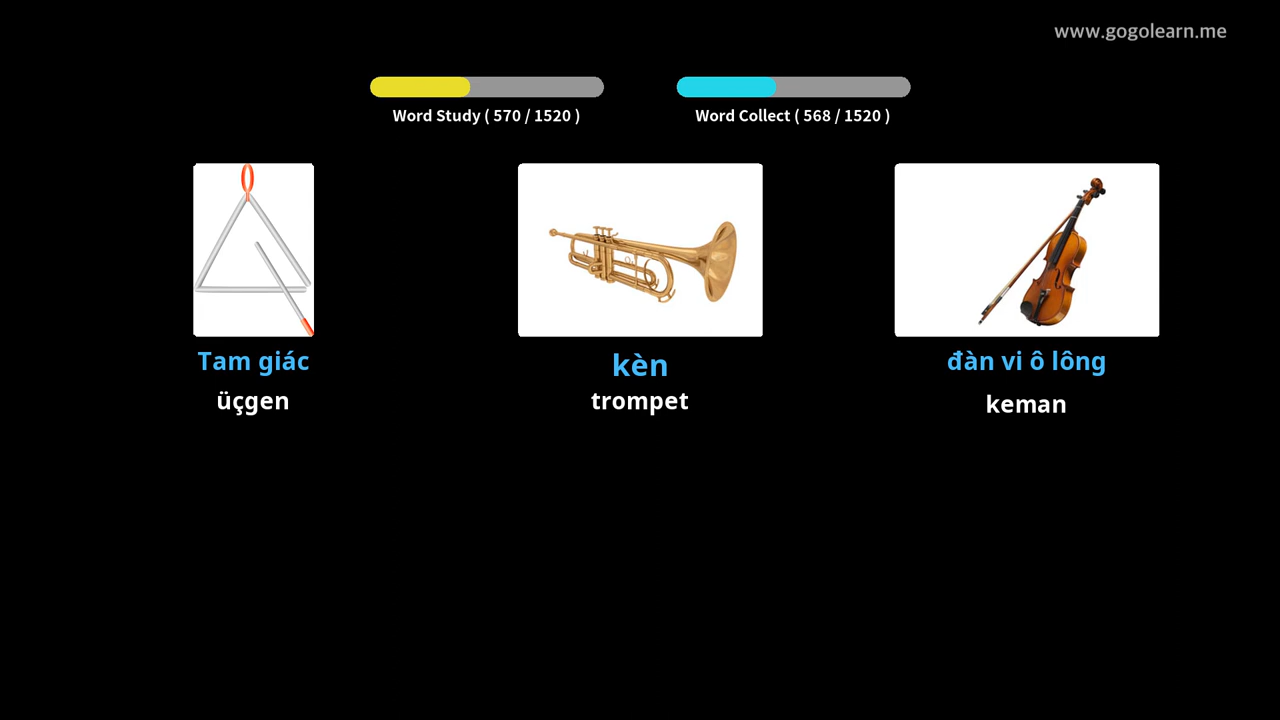 www.gogolearn.me
Word Study ( 570 / 1520 )
Word Collect ( 568 / 1520 )
Tam giác
üçgen
kèn
trompet
đàn vi ô lông
keman